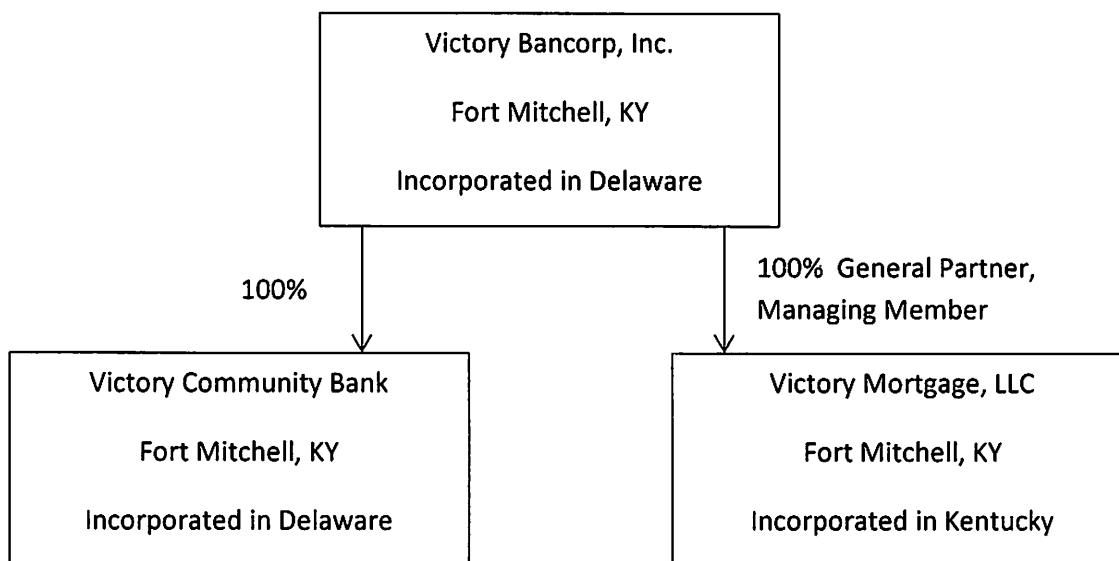 Victory Bancorp, Inc.
Fort Mitchell, KY
Incorporated in Delaware
100%
100% General Partner,
Managing Member
Victory Community Bank
Fort Mitchell, KY
Incorporated in Delaware
Victory Mortgage, LLC
Fort Mitchell, KY
Incorporated in Kentucky